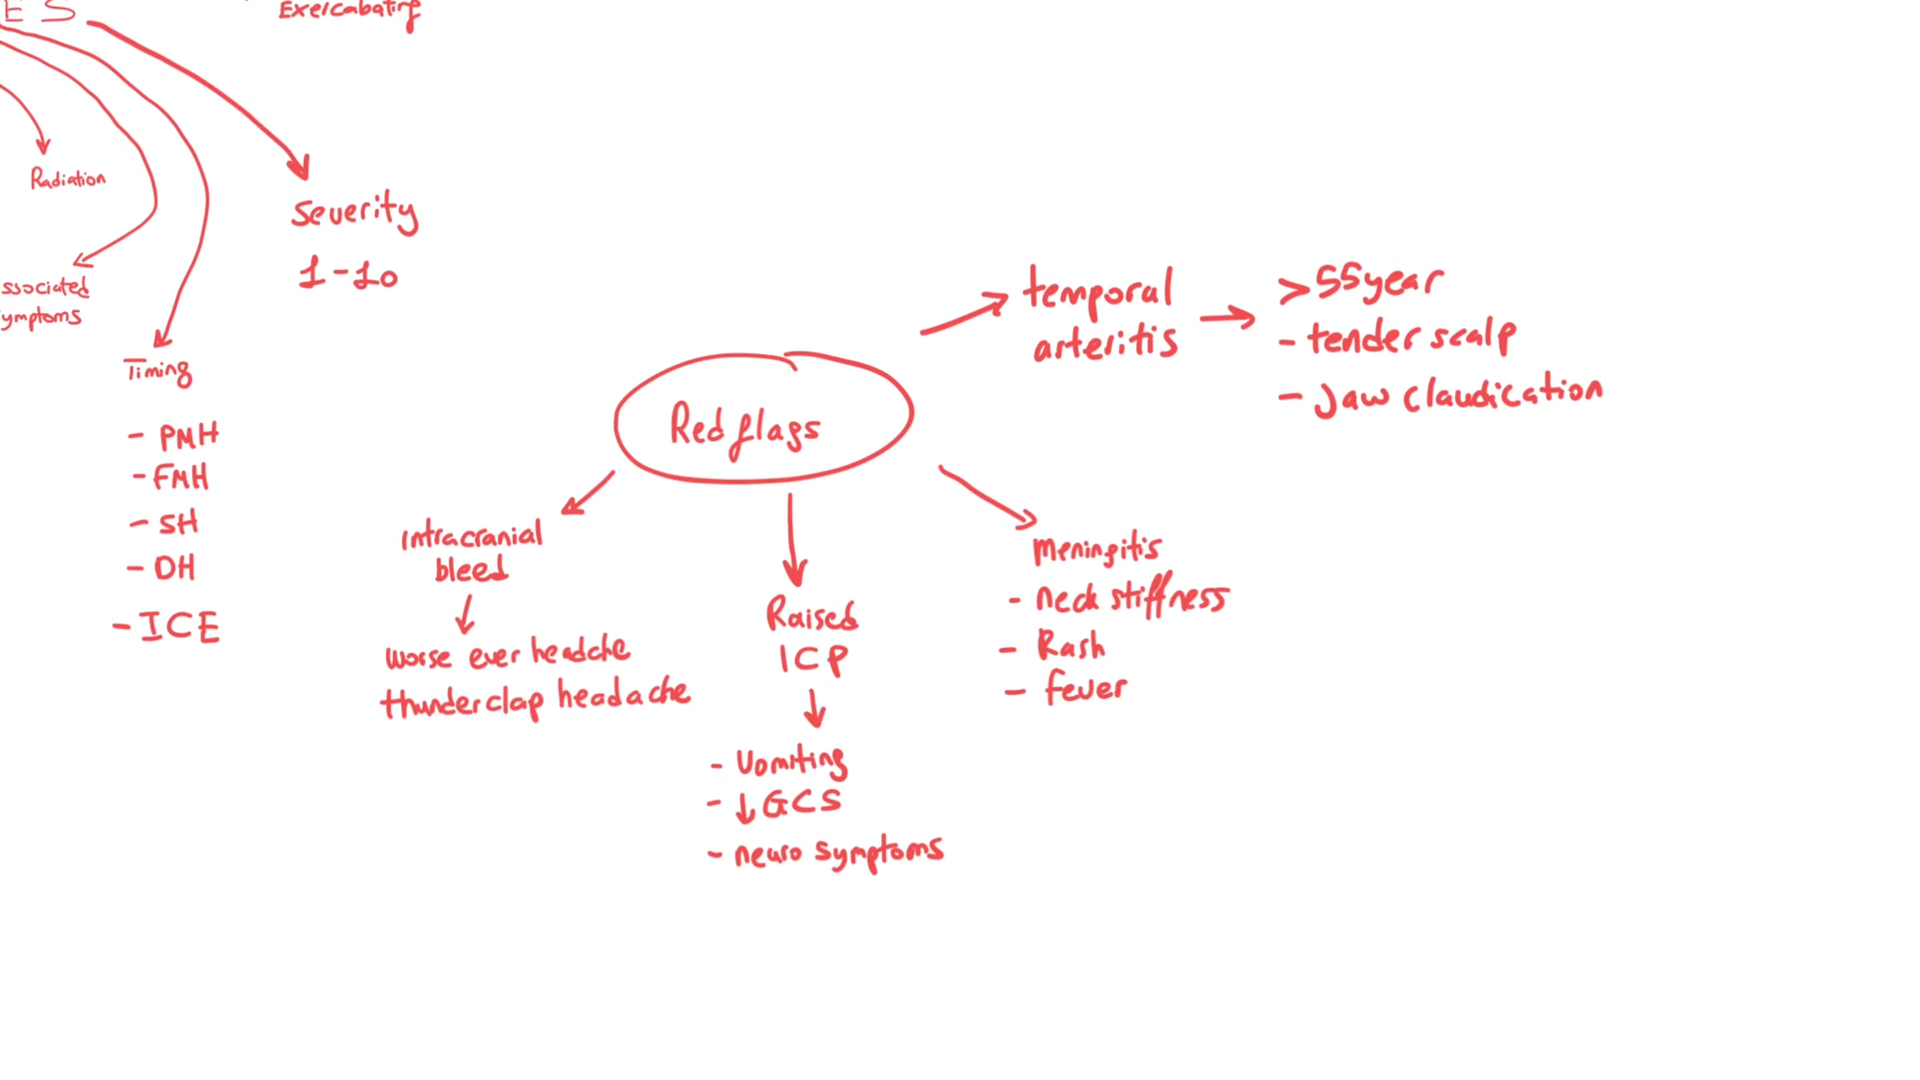 ES
Exercabating
Radiation
ssociated
ymptoms
Timing
- PMH
- FMH
- SH
- DH
- ICE
Severity
1-10
Red flags
temporal
arteritis
>55year
- tender scalp
- Jaw claudication
intracranial
bleed
worse ever headche
thunderclap headache
Raised
ICP
- Vomiting
- ↓GCS
- neuro symptoms
meningitis
- neck stiffness
- Rash
- fever